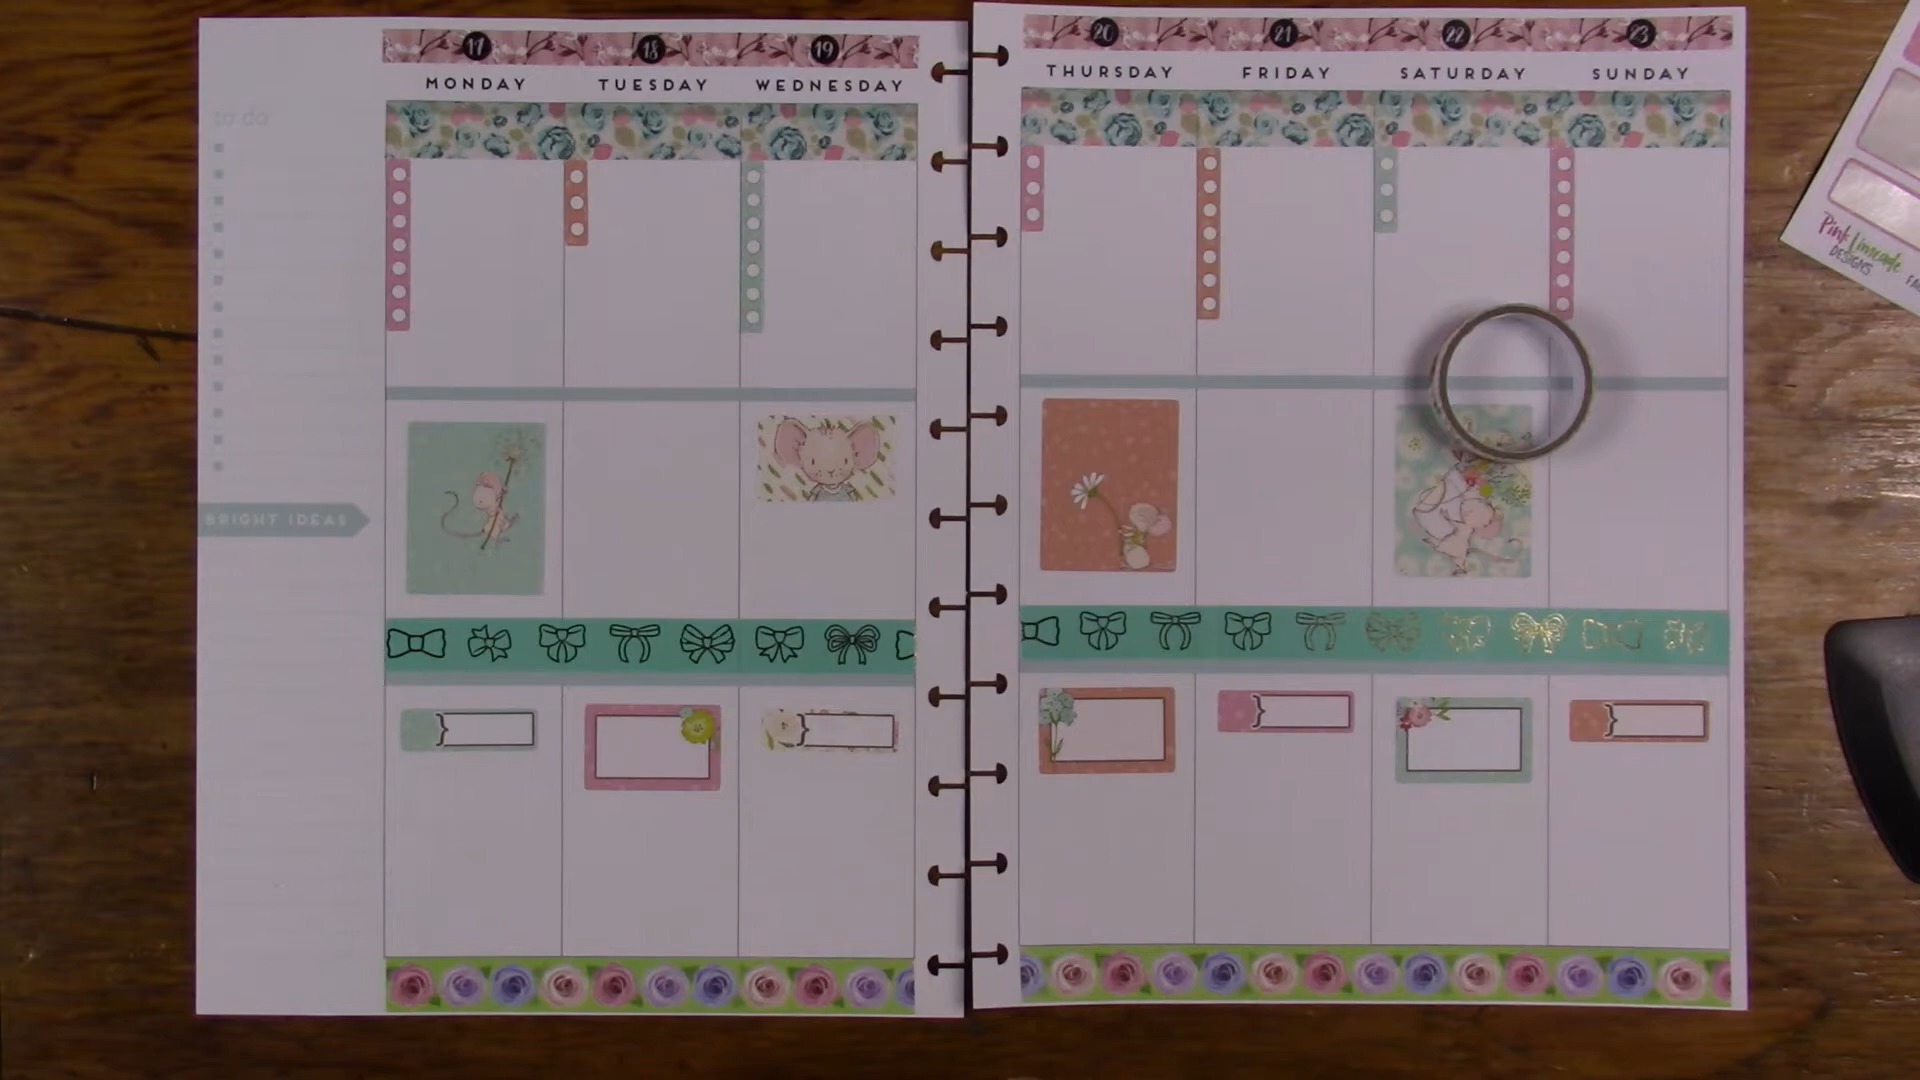 17 18 19
MONDAY TUESDAY WEDNESDAY
to do
BRIGHT IDEAS
20 21 22 23
THURSDAY FRIDAY SATURDAY SUNDAY
Pink Limeade
DESIGNS